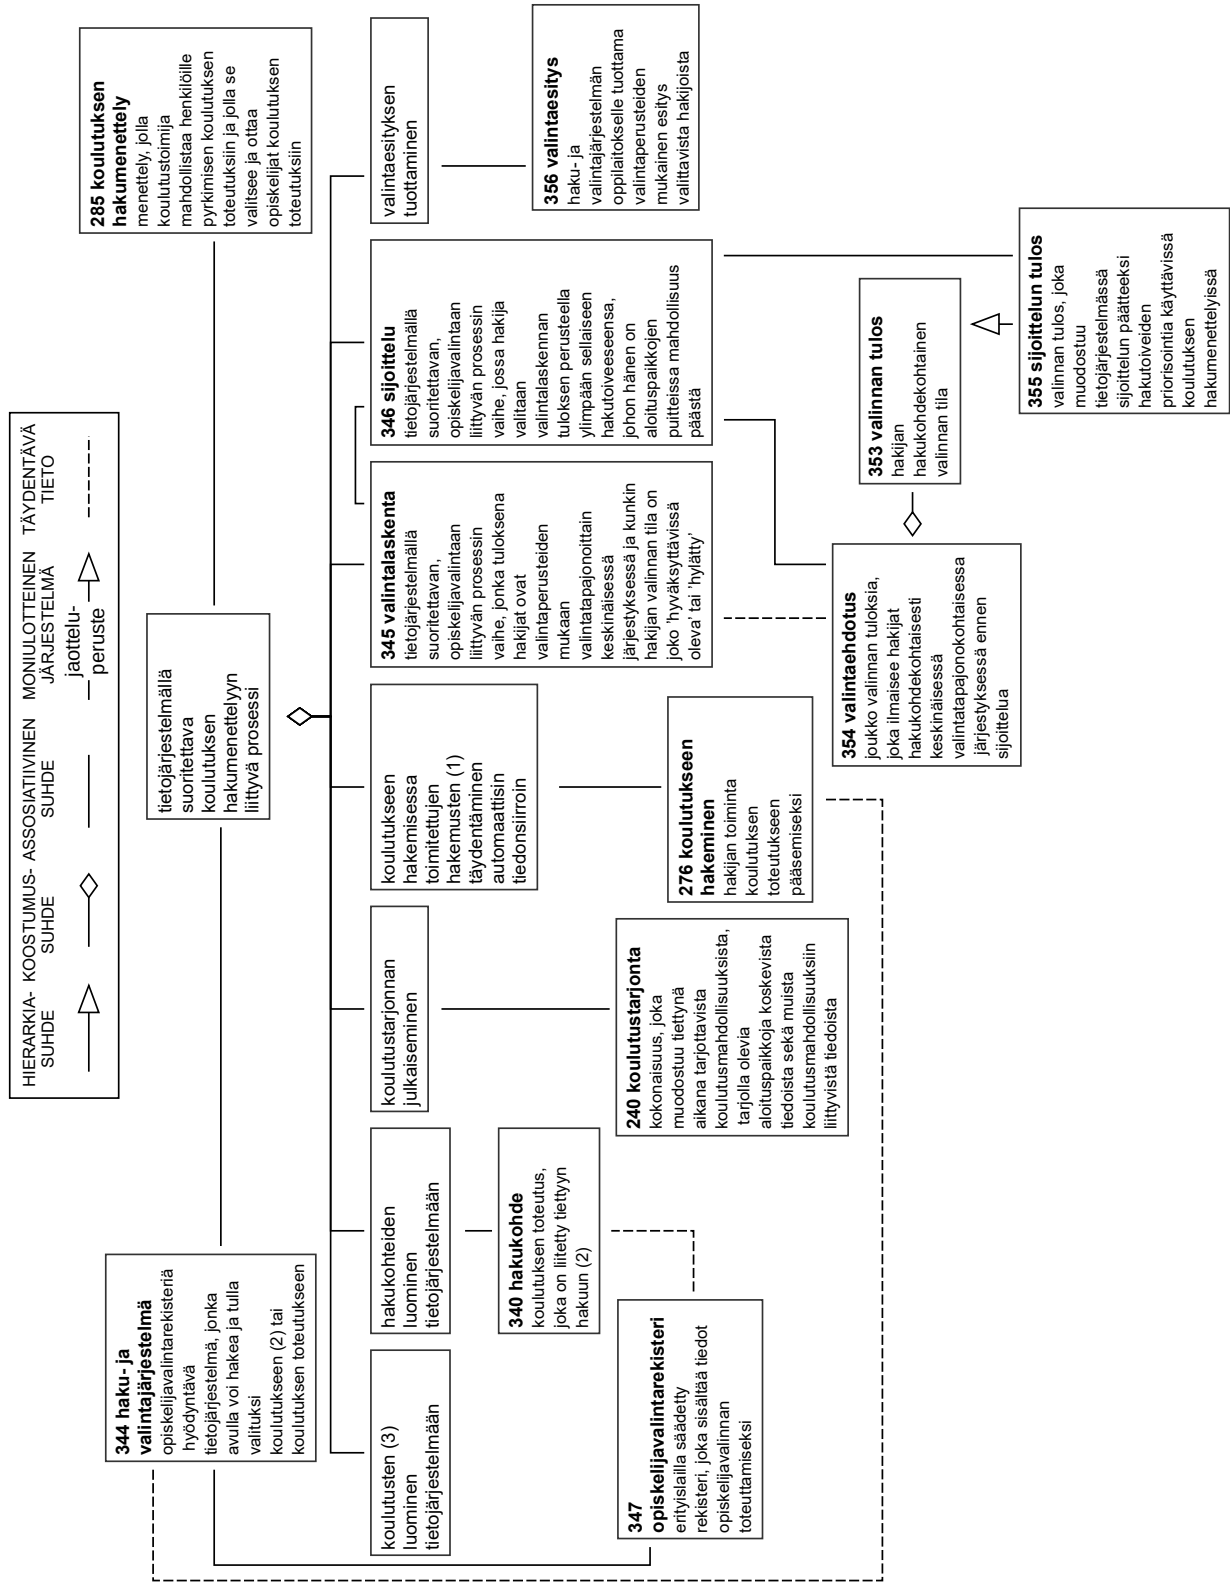 HIERARKIA- KOOSTUMUS- ASSOSIATIIVINEN MONIULOTTEINEN TÄYDENTÄVÄ
SUHDE SUHDE SUHDE JÄRJESTELMÄ TIETO
jaottelu-
peruste
344 haku- ja
valintajärjestelmä
opiskelijavalintarekisteriä
hyödyntävä
tietojärjestelmä, jonka
avulla voi hakea ja tulla
valituksi
koulutukseen (2) tai
koulutuksen toteutukseen
tietojärjestelmällä
suoritettava
koulutuksen
hakumenettelyyn
liittyvä prosessi
285 koulutuksen
hakumenettely
menettely, jolla
koulutustoimija
mahdollistaa henkilöille
pyrkimisen koulutuksen
toteutuksiin ja jolla se
valitsee ja ottaa
opiskelijat koulutuksen
toteutuksiin
koulutusten (3)
luominen
tietojärjestelmään
hakukohteiden
luominen
tietojärjestelmään
koulutustarjonnan
julkaiseminen
koulutukseen
hakemisessa
toimitettujen
hakemusten (1)
täydentäminen
automaattisin
tiedonsiirroin
345 valintalaskenta
tietojärjestelmällä
suoritettavan,
opiskelijavalintaan
liittyvän prosessin
vaihe, jonka tuloksena
hakijat ovat
valintaperusteiden
mukaan
valintatapajonoittain
keskinäisessä
järjestyksessä ja kunkin
hakijan valinnan tila on
joko 'hyväksyttävissä
oleva' tai 'hylätty'
346 sijoittelu
tietojärjestelmällä
suoritettavan,
opiskelijavalintaan
liittyvän prosessin
vaihe, jossa hakija
valitaan
valintalaskennan
tuloksen perusteella
ylimpään sellaiseen
hakutoiveeseensa,
johon hänen on
aloituspaikkojen
puitteissa mahdollisuus
päästä
valintaesityksen
tuottaminen
340 hakukohde
koulutuksen toteutus,
joka on liitetty tiettyyn
hakuun (2)
356 valintaesitys
haku- ja
valintajärjestelmän
oppilaitokselle tuottama
valintaperusteiden
mukainen esitys
valittavista hakijoista
347
opiskelijavalintarekisteri
erityislailla säädetty
rekisteri, joka sisältää tiedot
opiskelijavalinnan
toteuttamiseksi
240 koulutustarjonta
kokonaisuus, joka
muodostuu tiettynä
aikana tarjottavista
koulutusmahdollisuuksista,
tarjolla olevia
aloituspaikkoja koskevista
tiedoista sekä muista
koulutusmahdollisuuksiin
liittyvistä tiedoista
276 koulutukseen
hakeminen
hakijan toiminta
koulutuksen
toteutukseen
pääsemiseksi
354 valintaehdotus
joukko valinnan tuloksia,
joka ilmaisee hakijat
hakukohdekohtaisesti
keskinäisessä
valintatapajonokohtaisessa
järjestyksessä ennen
sijoittelua
353 valinnan tulos
hakijan
hakukohdekohtainen
valinnan tila
355 sijoittelun tulos
valinnan tulos, joka
muodostuu
tietojärjestelmässä
sijoittelun päätteeksi
hakutoiveiden
priorisointia käyttävissä
koulutuksen
hakumenettelyissä